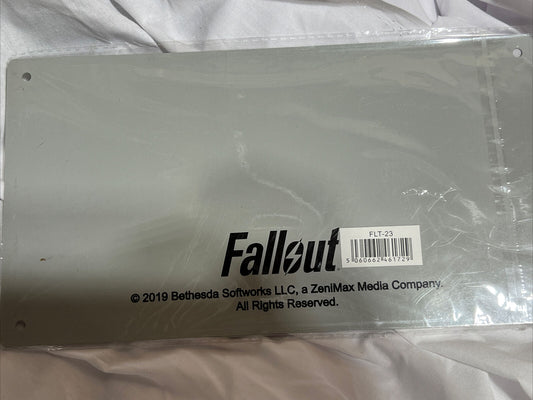 FLT-23
Fallout
5 060662 461729
© 2019 Bethesda Softworks LLC, a ZeniMax Media Company.
All Rights Reserved.